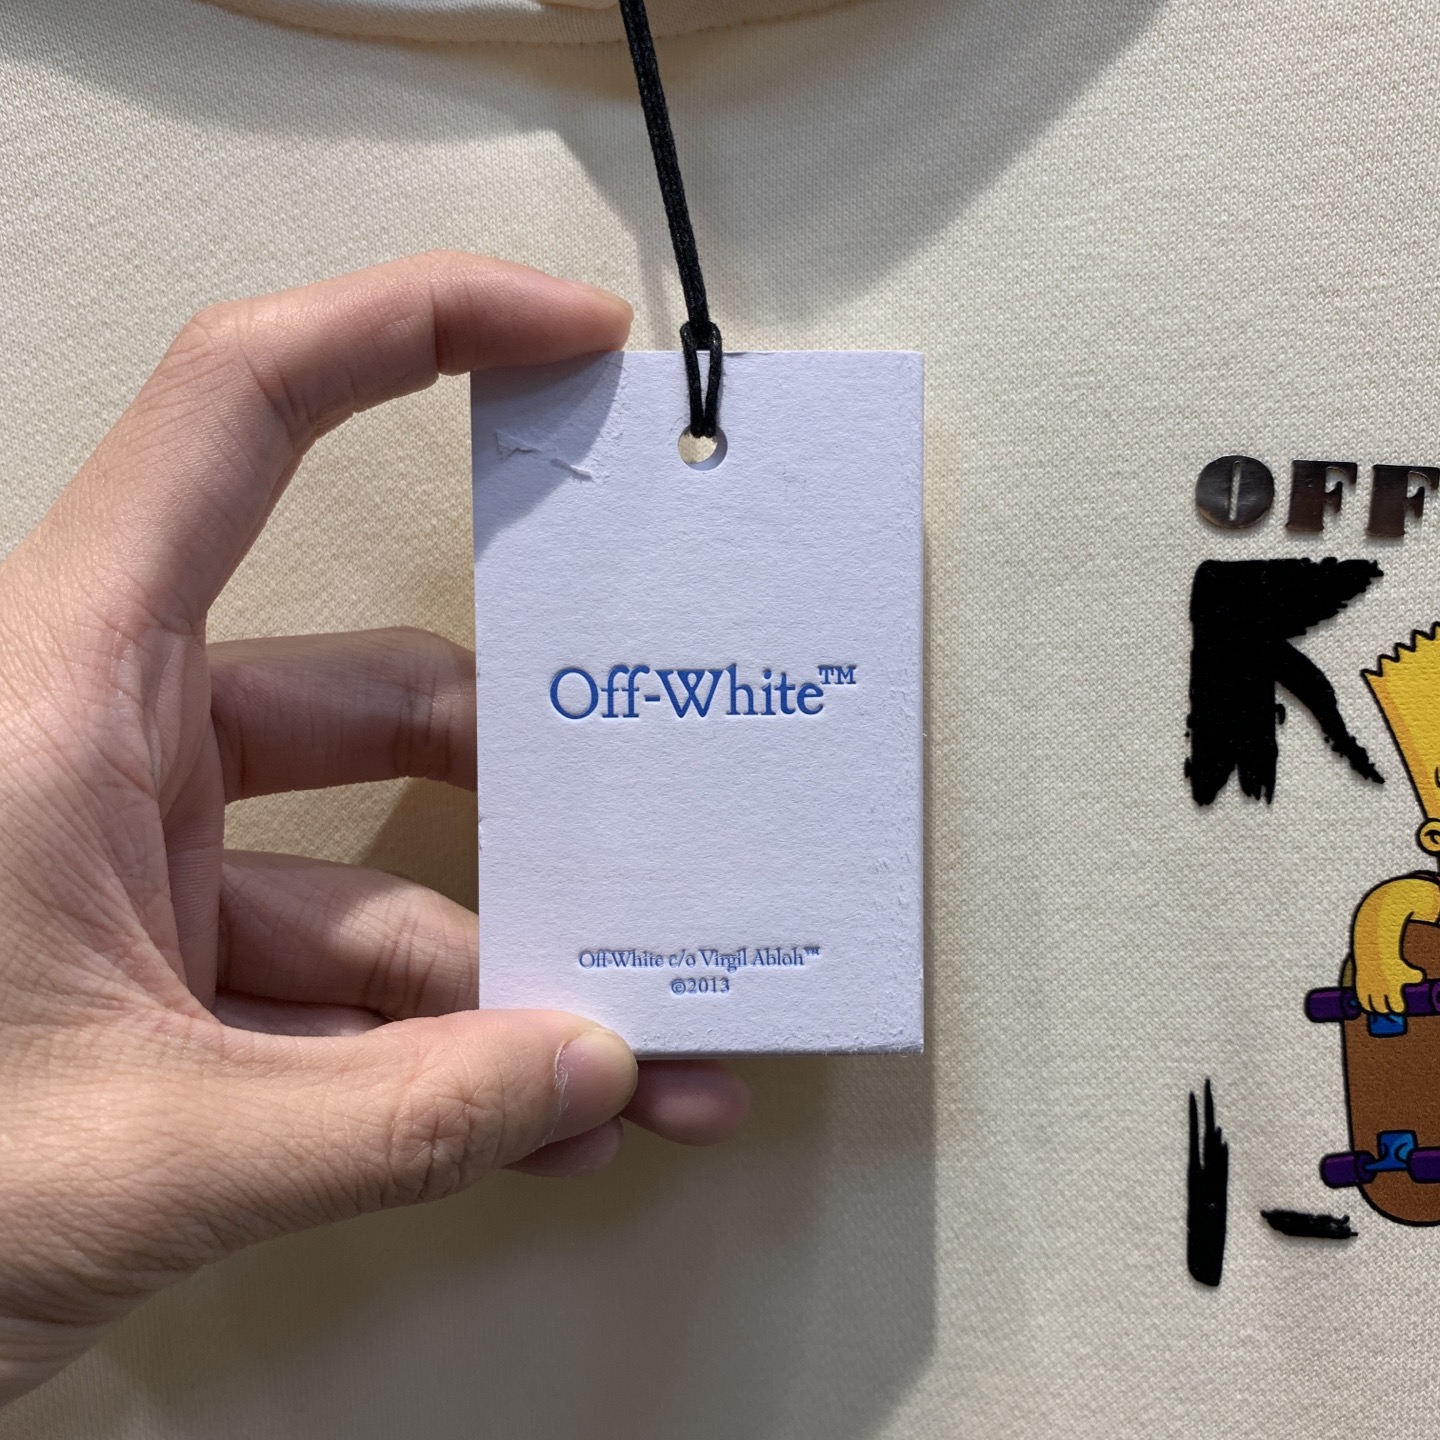 Off-White™
Off-White c/o Virgil Abloh™
©2013
OFF